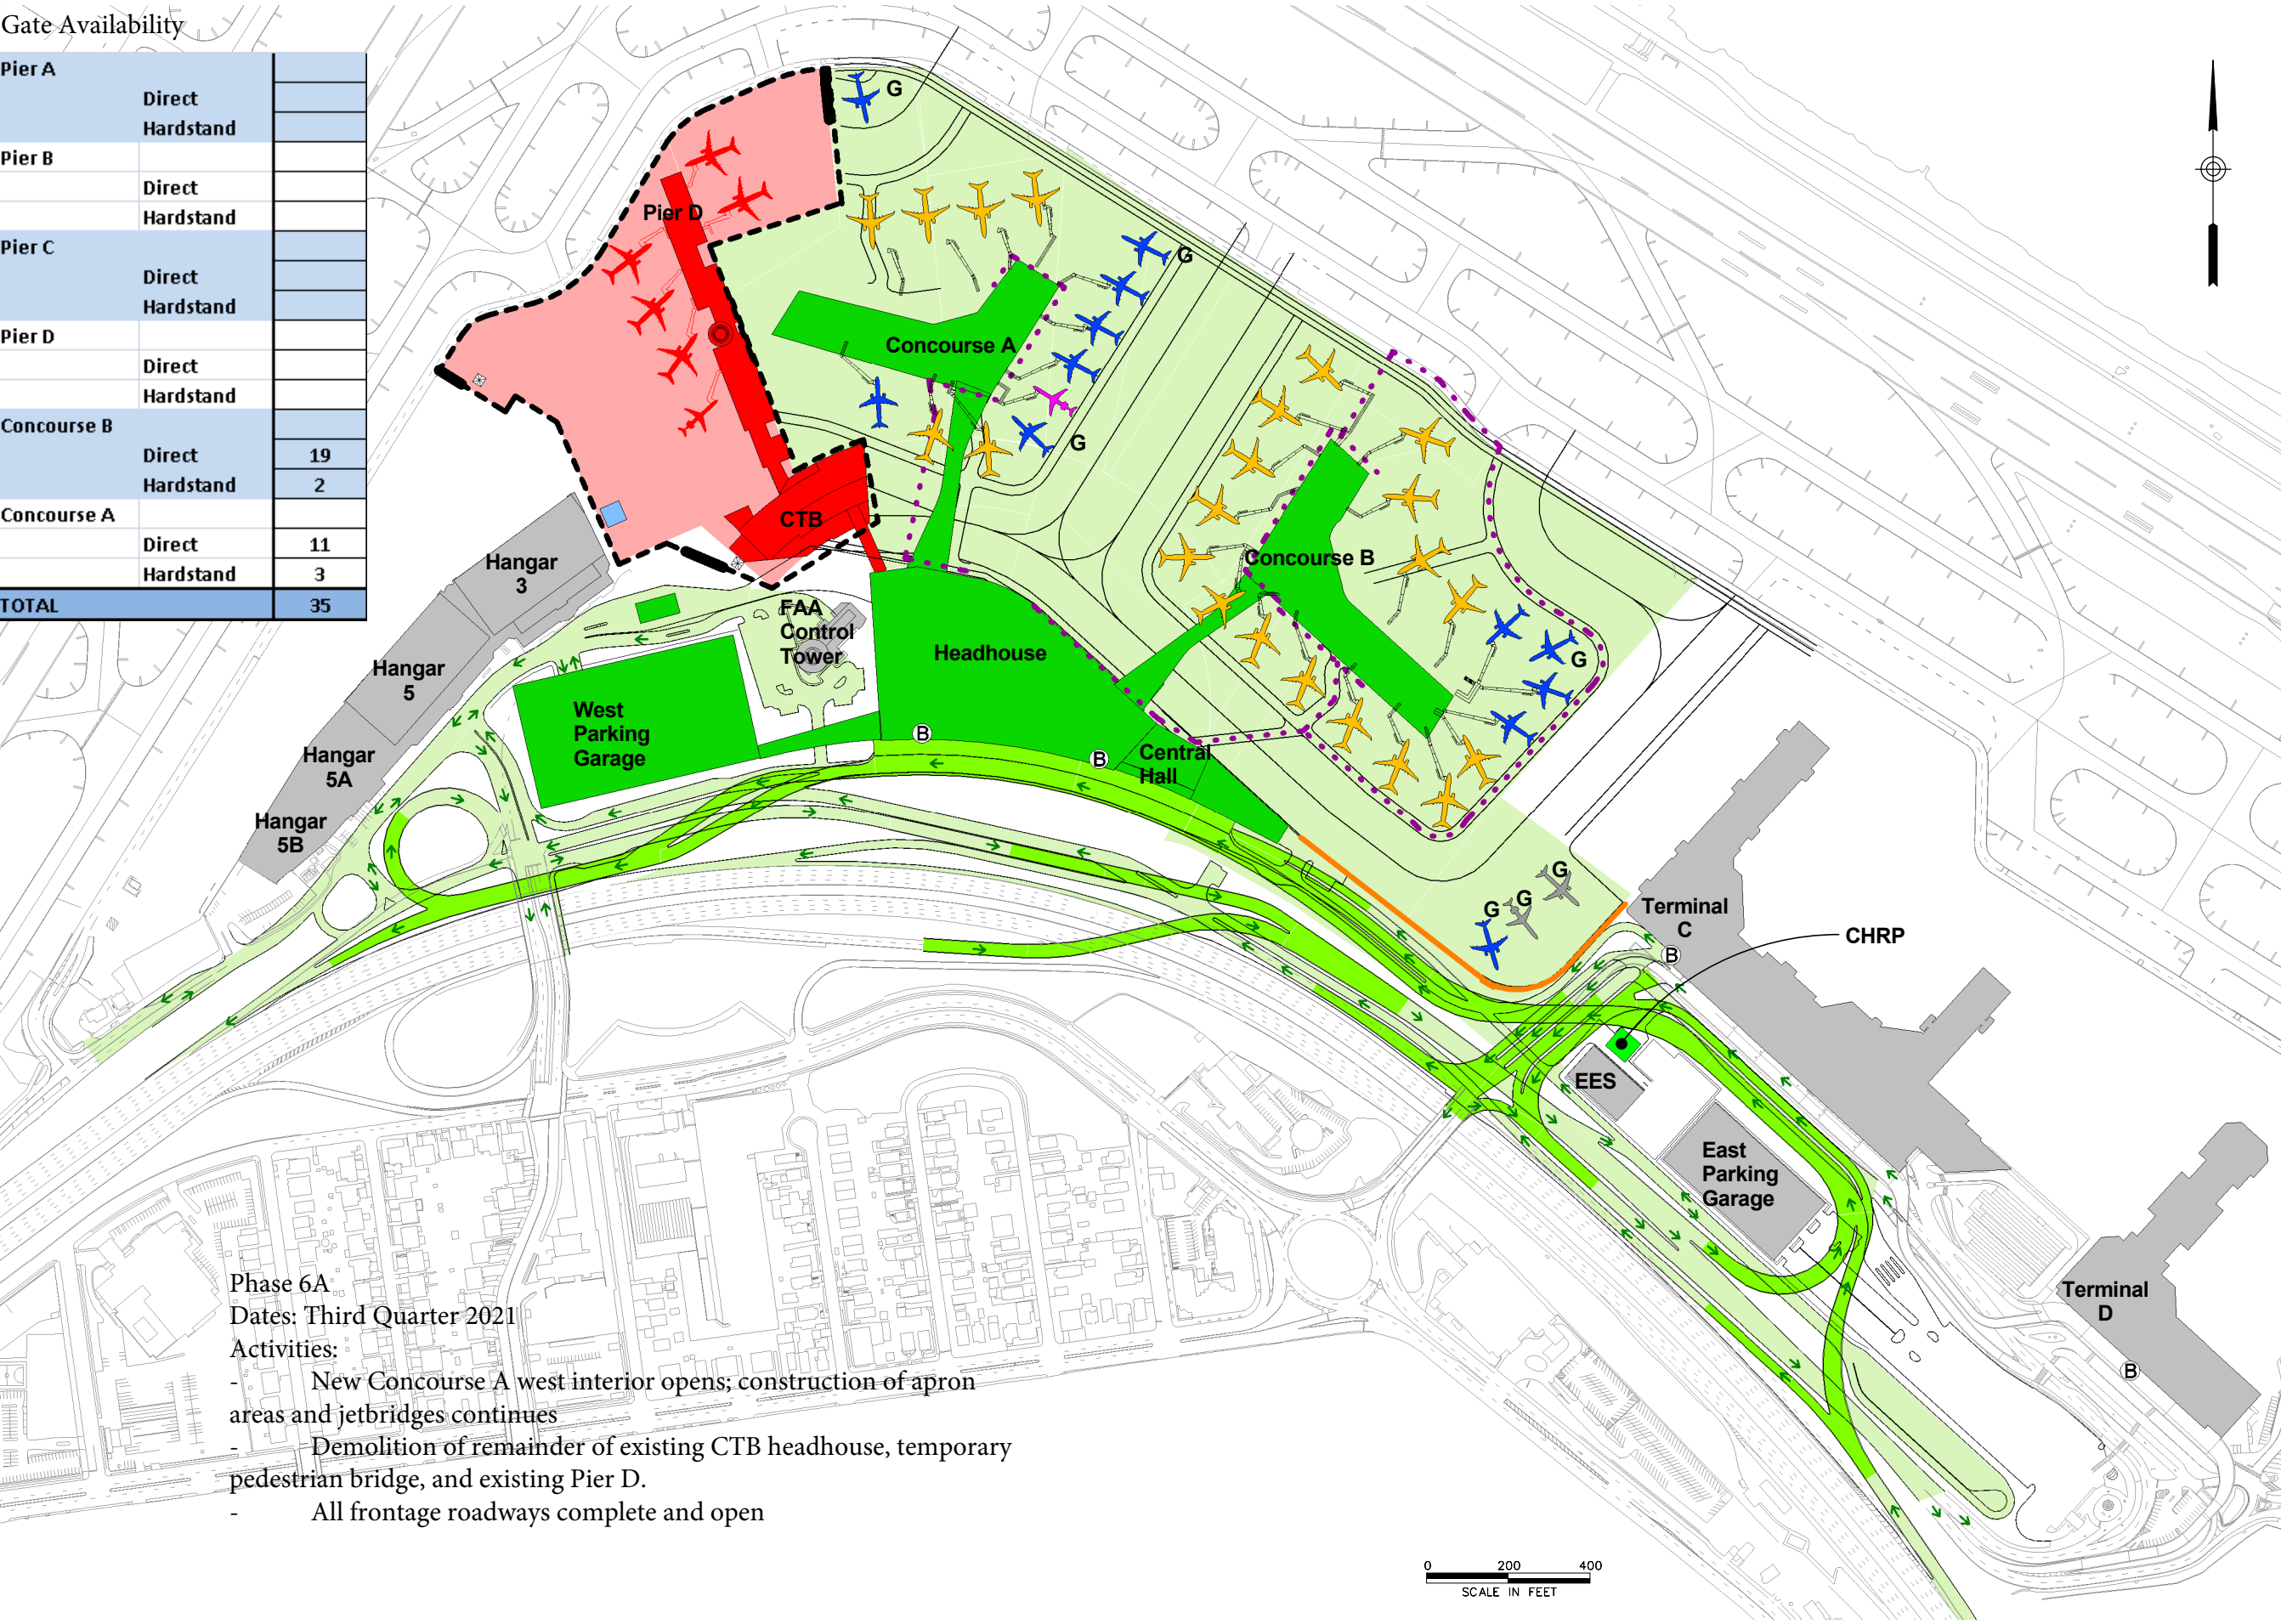 Gate Availability
Pier A
Direct
Hardstand
Pier B
Direct
Hardstand
Pier C
Direct
Hardstand
Pier D
Direct
Hardstand
Concourse B
Direct 19
Hardstand 2
Concourse A
Direct 11
Hardstand 3
TOTAL 35
G
Pier D
G
Concourse A
G
CTB
Concourse B
Hangar
3
FAA
Control
Tower
Headhouse
G
Hangar
5
West
Parking
Garage
B
B
Central
Hall
Hangar
5A
Hangar
5B
G
G
G
Terminal
C
B
CHRP
EES
East
Parking
Garage
Terminal
D
B
Phase 6A
Dates: Third Quarter 2021
Activities:
- New Concourse A west interior opens; construction of apron
areas and jetbridges continues
- Demolition of remainder of existing CTB headhouse, temporary
pedestrian bridge, and existing Pier D.
- All frontage roadways complete and open
0 200 400
SCALE IN FEET